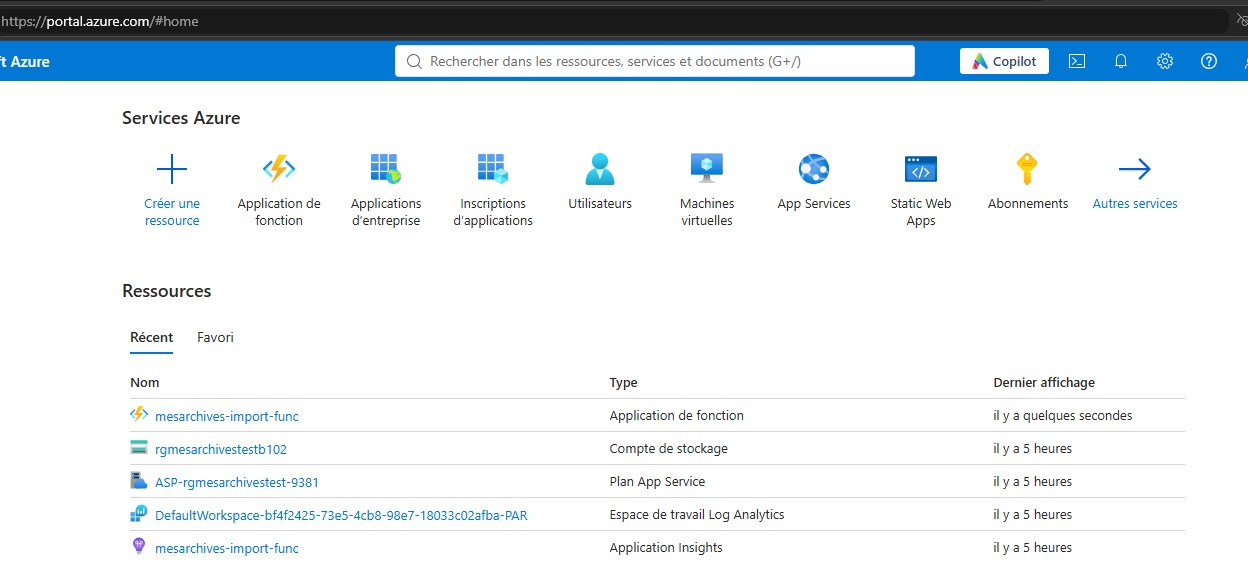 https://portal.azure.com/#home
ft Azure
Rechercher dans les ressources, services et documents (G+/)
Copilot
Services Azure
Créer une
ressource
Application de
fonction
Applications
d'entreprise
Inscriptions
d'applications
Utilisateurs
Machines
virtuelles
App Services
Static Web
Apps
Abonnements
Autres services
Ressources
Récent Favori
Nom Type Dernier affichage
mesarchives-import-func Application de fonction il y a quelques secondes
rgmesarchivestestb102 Compte de stockage il y a 5 heures
ASP-rgmesarchivestest-9381 Plan App Service il y a 5 heures
DefaultWorkspace-bf4f2425-73e5-4cb8-98e7-18033c02afba-PAR Espace de travail Log Analytics il y a 5 heures
mesarchives-import-func Application Insights il y a 5 heures